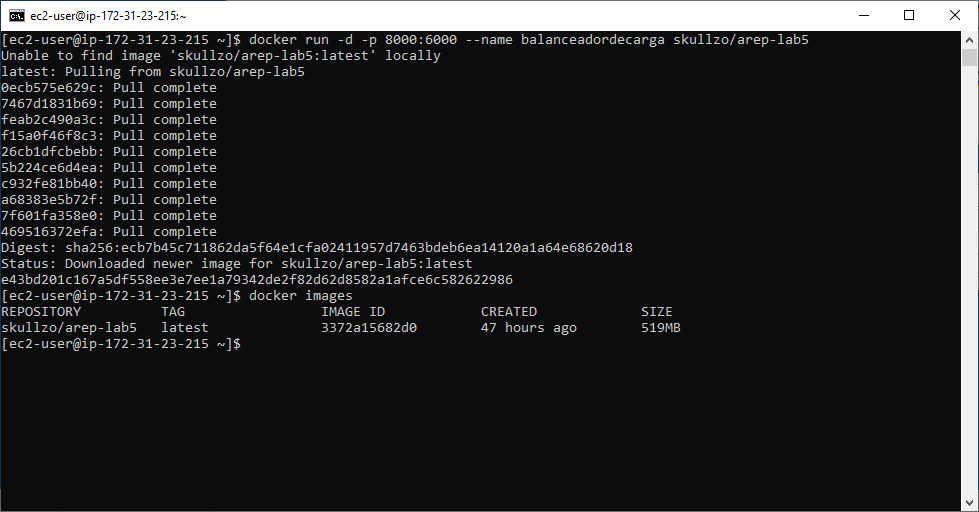 ec2-user@ip-172-31-23-215:~
[ec2-user@ip-172-31-23-215 ~]$ docker run -d -p 8000:6000 --name balanceadordecarga skullzo/arep-lab5
Unable to find image 'skullzo/arep-lab5:latest' locally
latest: Pulling from skullzo/arep-lab5
0ecb575e629c: Pull complete
7467d1831b69: Pull complete
feab2c490a3c: Pull complete
f15a0f46f8c3: Pull complete
26cb1dfcbebb: Pull complete
5b224ce6d4ea: Pull complete
c932fe81bb40: Pull complete
a68383e5b72f: Pull complete
7f601fa358e0: Pull complete
469516372efa: Pull complete
Digest: sha256:ecb7b45c711862da5f64e1cfa02411957d7463bdeb6ea14120a1a64e68620d18
Status: Downloaded newer image for skullzo/arep-lab5:latest
e43bd201c167a5df558ee3e7ee1a79342de2f82d62d8582a1afce6c582622986
[ec2-user@ip-172-31-23-215 ~]$ docker images
REPOSITORY          TAG                 IMAGE ID            CREATED             SIZE
skullzo/arep-lab5   latest              3372a15682d0        47 hours ago        519MB
[ec2-user@ip-172-31-23-215 ~]$